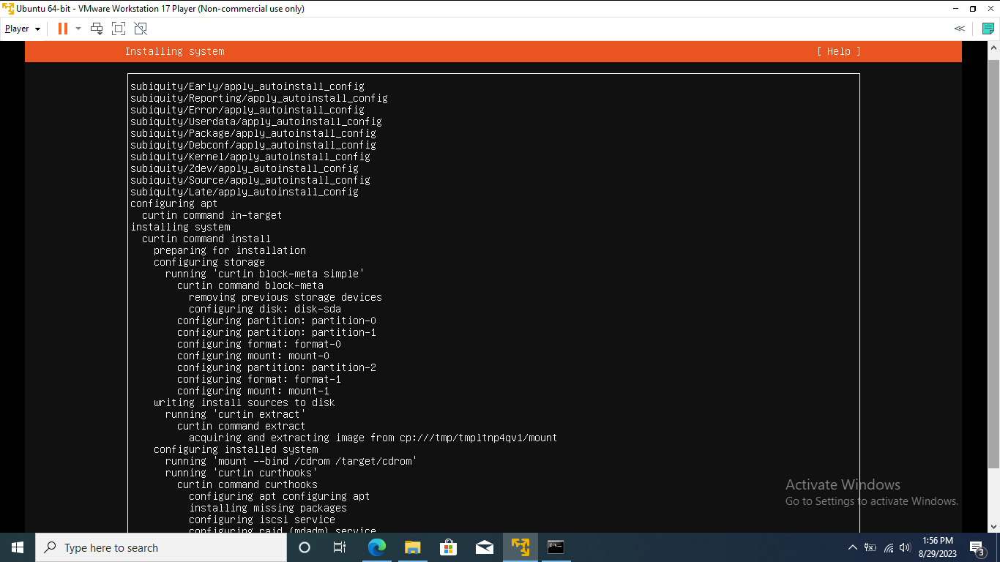 Ubuntu 64-bit - VMware Workstation 17 Player (Non-commercial use only)
Player
Installing system [ Help ]
subiquity/Early/apply_autoinstall_config
subiquity/Reporting/apply_autoinstall_config
subiquity/Error/apply_autoinstall_config
subiquity/Userdata/apply_autoinstall_config
subiquity/Package/apply_autoinstall_config
subiquity/Debconf/apply_autoinstall_config
subiquity/Kernel/apply_autoinstall_config
subiquity/Zdev/apply_autoinstall_config
subiquity/Source/apply_autoinstall_config
subiquity/Late/apply_autoinstall_config
configuring apt
curtin command in-target
installing system
curtin command install
preparing for installation
configuring storage
running 'curtin block-meta simple'
curtin command block-meta
removing previous storage devices
configuring disk: disk-sda
configuring partition: partition-0
configuring partition: partition-1
configuring format: format-0
configuring mount: mount-0
configuring partition: partition-2
configuring format: format-1
configuring mount: mount-1
writing install sources to disk
running 'curtin extract'
curtin command extract
acquiring and extracting image from cp:///tmp/tmpltnp4qv1/mount
configuring installed system
running 'mount --bind /cdrom /target/cdrom'
running 'curtin curthooks'
curtin command curthooks
configuring apt configuring apt
installing missing packages
configuring iscsi service
configuring raid (mdadm) service
Activate Windows
Go to Settings to activate Windows.
Type here to search
1:56 PM
8/29/2023
3